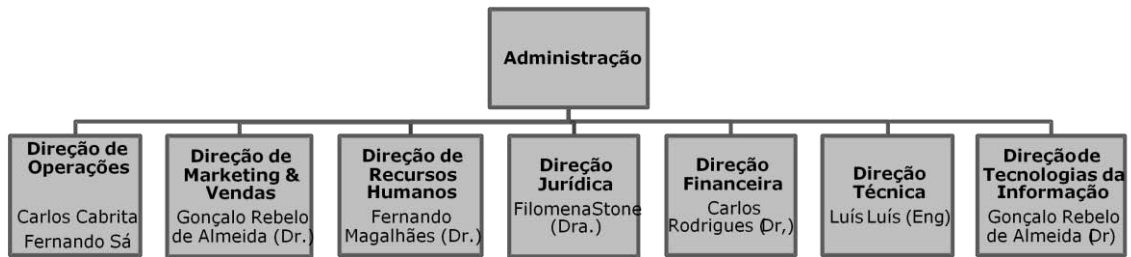 Administração
Direção de
Operações
Carlos Cabrita
Fernando Sá
Direção de
Marketing &
Vendas
Gonçalo Rebelo
de Almeida (Dr.)
Direção de
Recursos
Humanos
Fernando
Magalhães (Dr.)
Direção
Jurídica
FilomenaStone
(Dra.)
Direção
Financeira
Carlos
Rodrigues (Dr,)
Direção
Técnica
Luís Luís (Eng)
Direçãode
Tecnologias da
Informação
Gonçalo Rebelo
de Almeida (Dr)